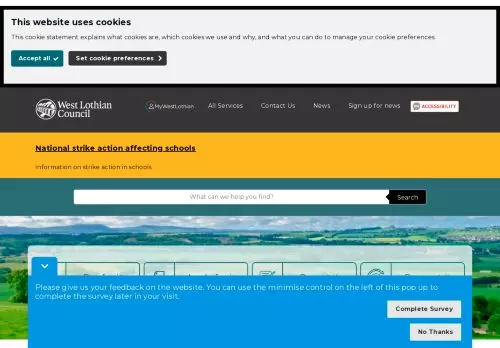 This website uses cookies
This cookie statement explains what cookies are, which cookies we use and why, and what you can do to manage your cookie preferences.
Accept all
Set cookie preferences
West Lothian
Council
MyWestLothian
All Services
Contact Us
News
Sign up for news
ACCESSIBILITY
National strike action affecting schools
Information on strike action in schools
What can we help you find?
Search
Please give us your feedback on the website. You can use the minimise control on the left of this pop up to
complete the survey later in your visit.
Complete Survey
No Thanks